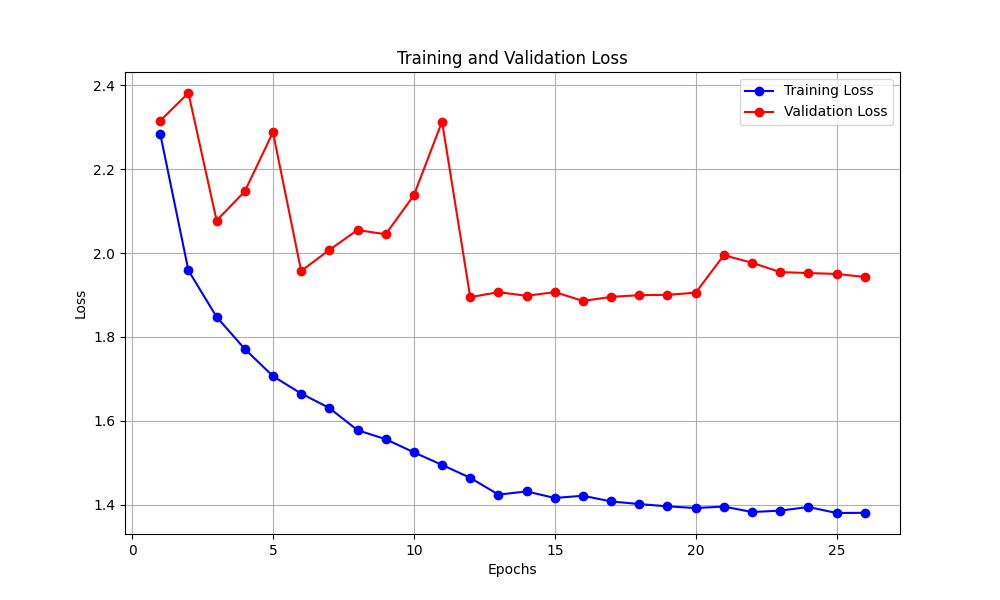 Training and Validation Loss
Training Loss
Validation Loss
2.4
2.2
2.0
1.8
1.6
1.4
Loss
0 5 10 15 20 25
Epochs